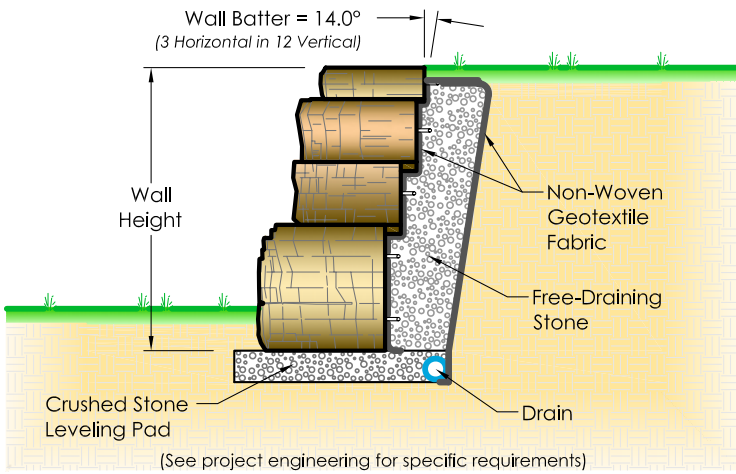 Wall Batter = 14.0°
(3 Horizontal in 12 Vertical)
Wall
Height
Non-Woven
Geotextile
Fabric
Free-Draining
Stone
Crushed Stone
Leveling Pad
Drain
(See project engineering for specific requirements)